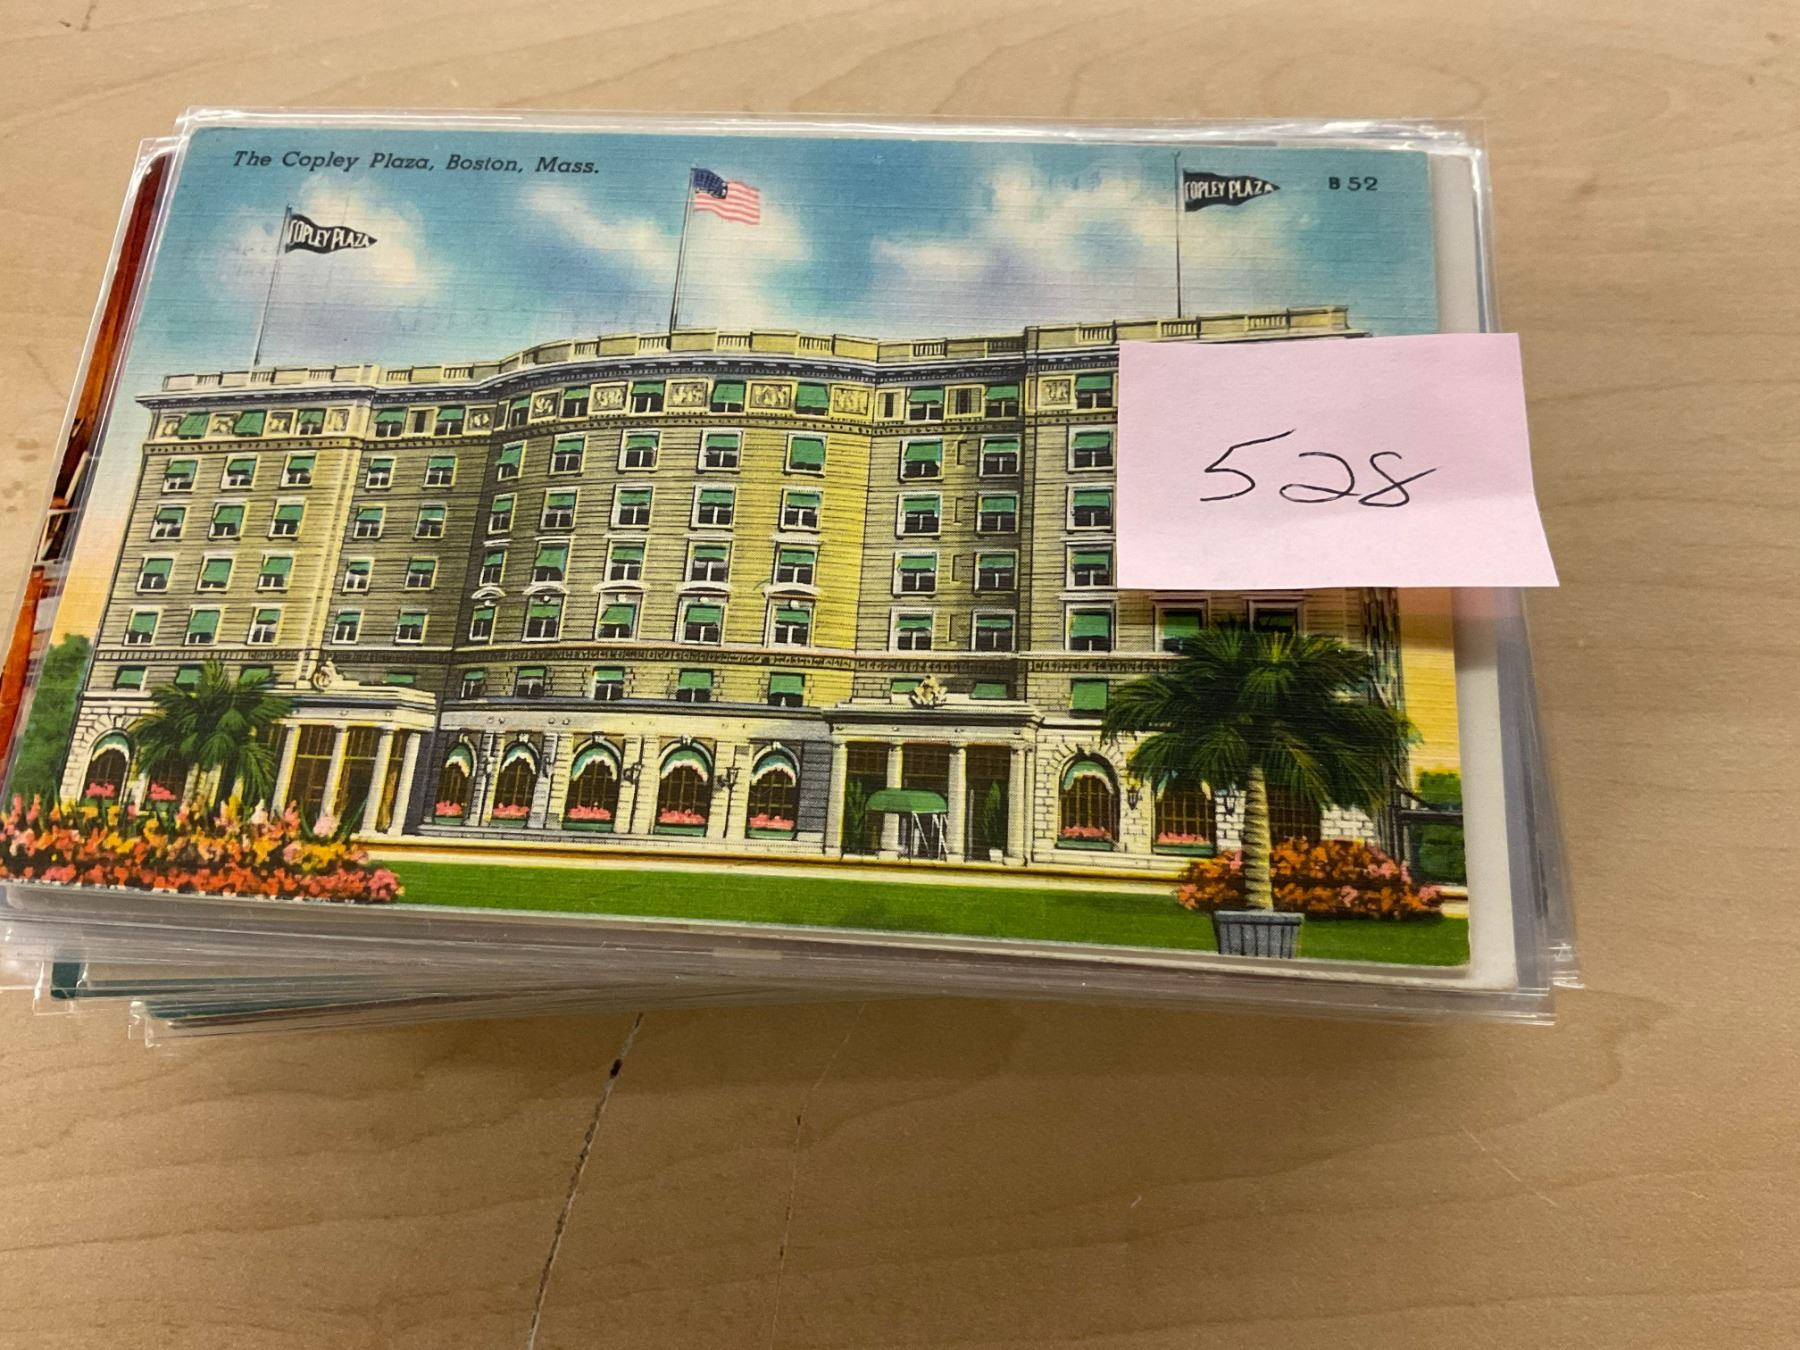 The Copley Plaza, Boston, Mass.
B 52
COPLEY PLAZA
COPLEY PLAZA
528